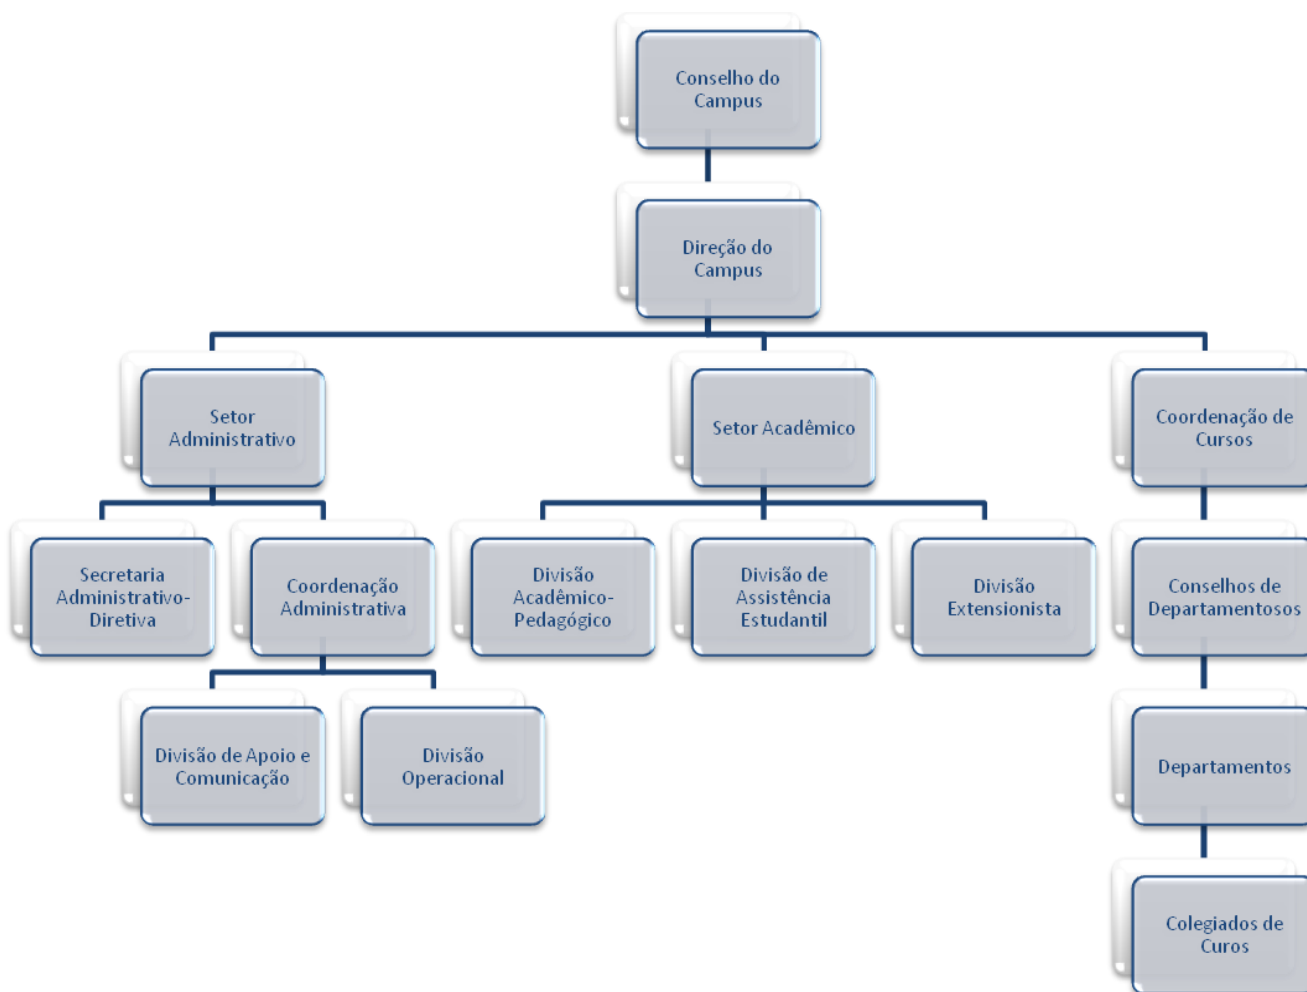 Conselho do
Campus
Direção do
Campus
Setor
Administrativo
Setor Acadêmico
Coordenação de
Cursos
Secretaria
Administrativo-
Diretiva
Coordenação
Administrativa
Divisão
Acadêmico-
Pedagógico
Divisão de
Assistência
Estudantil
Divisão
Extensionista
Conselhos de
Departamentosos
Divisão de Apoio e
Comunicação
Divisão
Operacional
Departamentos
Colegiados de
Curos